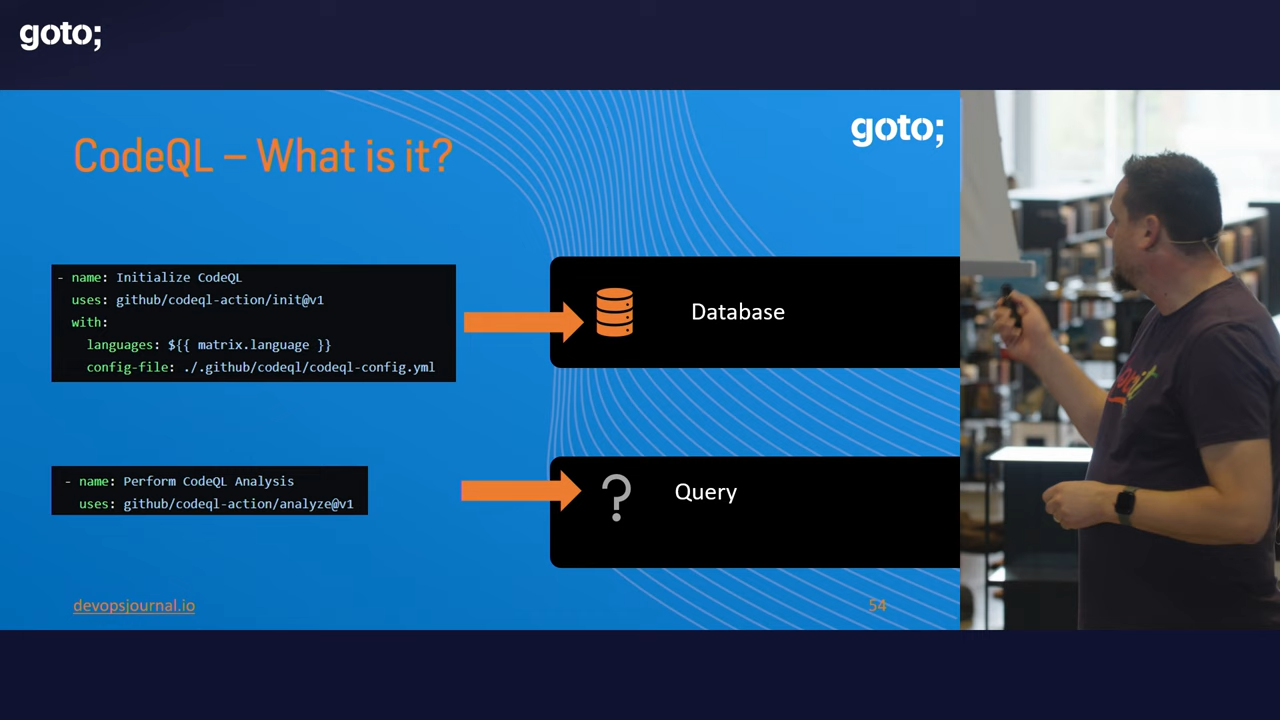 goto;
goto;
CodeQL – What is it?
- name: Initialize CodeQL
uses: github/codeql-action/init@v1
with:
languages: ${{ matrix.language }}
config-file: ./.github/codeql/codeql-config.yml
Database
- name: Perform CodeQL Analysis
uses: github/codeql-action/analyze@v1
Query
devopsjournal.io
54